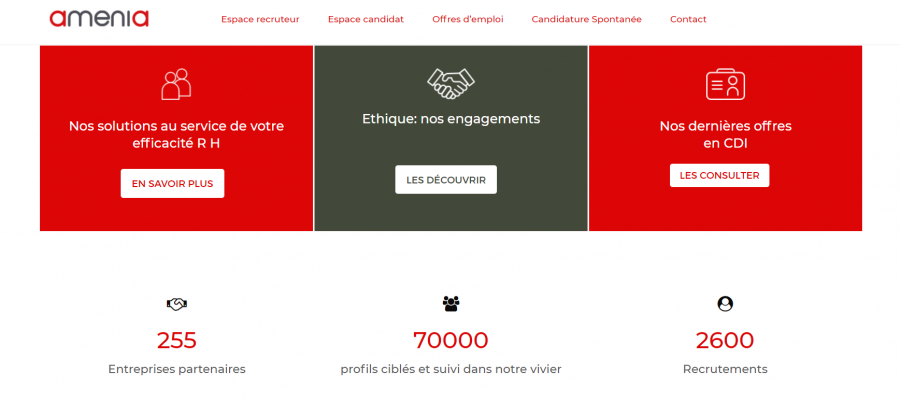 amenia
Espace recruteur
Espace candidat
Offres d'emploi
Candidature Spontanée
Contact
Nos solutions au service de votre
efficacité R H
EN SAVOIR PLUS
Ethique: nos engagements
LES DÉCOUVRIR
Nos dernières offres
en CDI
LES CONSULTER
255
Entreprises partenaires
70000
profils ciblés et suivi dans notre vivier
2600
Recrutements